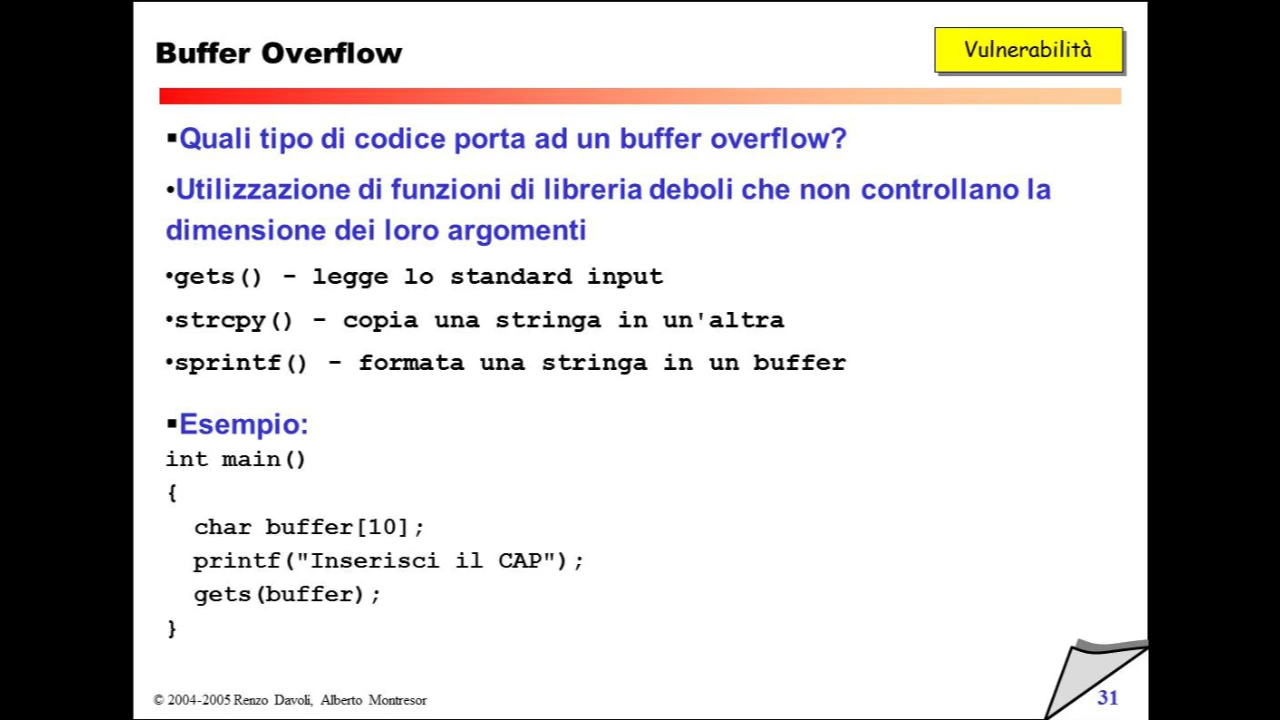 Buffer Overflow
Vulnerabilità
▪Quali tipo di codice porta ad un buffer overflow?
•Utilizzazione di funzioni di libreria deboli che non controllano la
dimensione dei loro argomenti
•gets() - legge lo standard input
•strcpy() - copia una stringa in un'altra
•sprintf() - formata una stringa in un buffer
▪Esempio:
int main()
{
  char buffer[10];
  printf("Inserisci il CAP");
  gets(buffer);
}
© 2004-2005 Renzo Davoli, Alberto Montresor
31